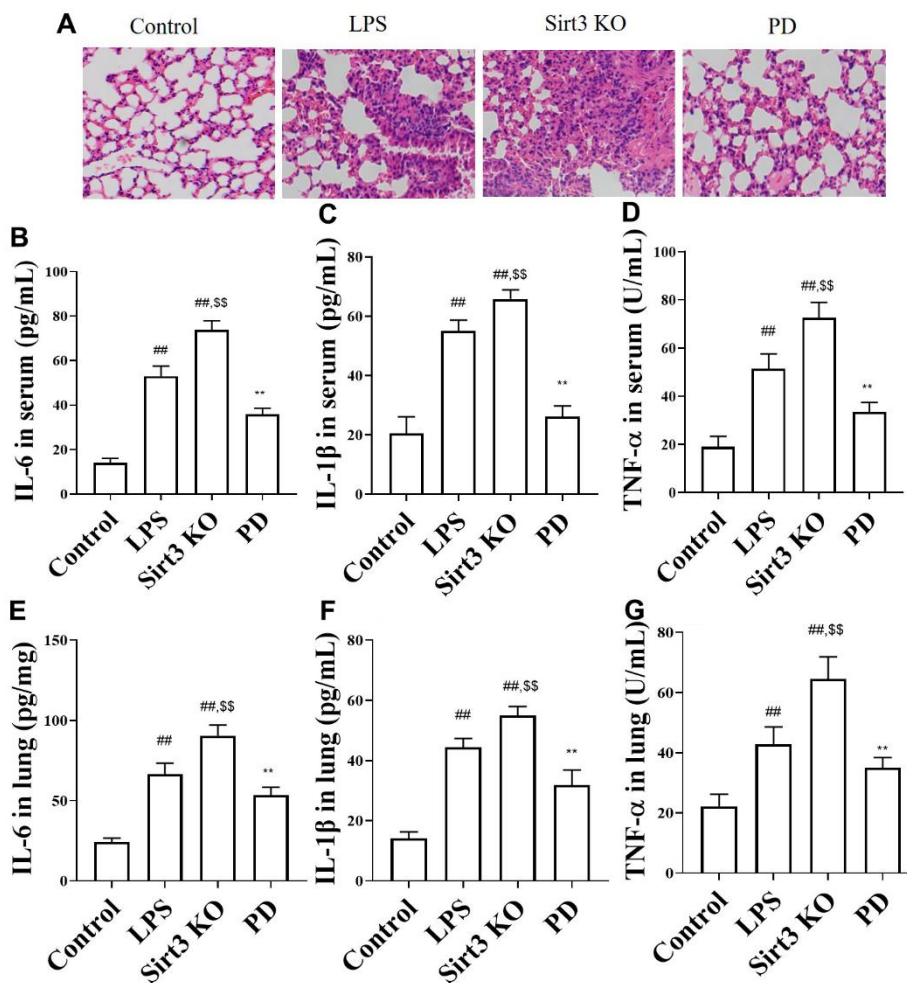 A
Control
LPS
Sirt3 KO
PD
B
IL-6 in serum (pg/mL)
100
80
60
40
20
0
##
##,$$
**
Control
LPS
Sirt3 KO
PD
C
IL-1β in serum (pg/mL)
80
60
40
20
0
##
##,$$
**
Control
LPS
Sirt3 KO
PD
D
TNF-α in serum (U/mL)
100
80
60
40
20
0
##
##,$$
**
Control
LPS
Sirt3 KO
PD
E
IL-6 in lung (pg/mg)
150
100
50
0
##
##,$$
**
Control
LPS
Sirt3 KO
PD
F
IL-1β in lung (pg/mL)
80
60
40
20
0
##
##,$$
**
Control
LPS
Sirt3 KO
PD
G
TNF-α in lung (U/mL)
80
60
40
20
0
##
##,$$
**
Control
LPS
Sirt3 KO
PD